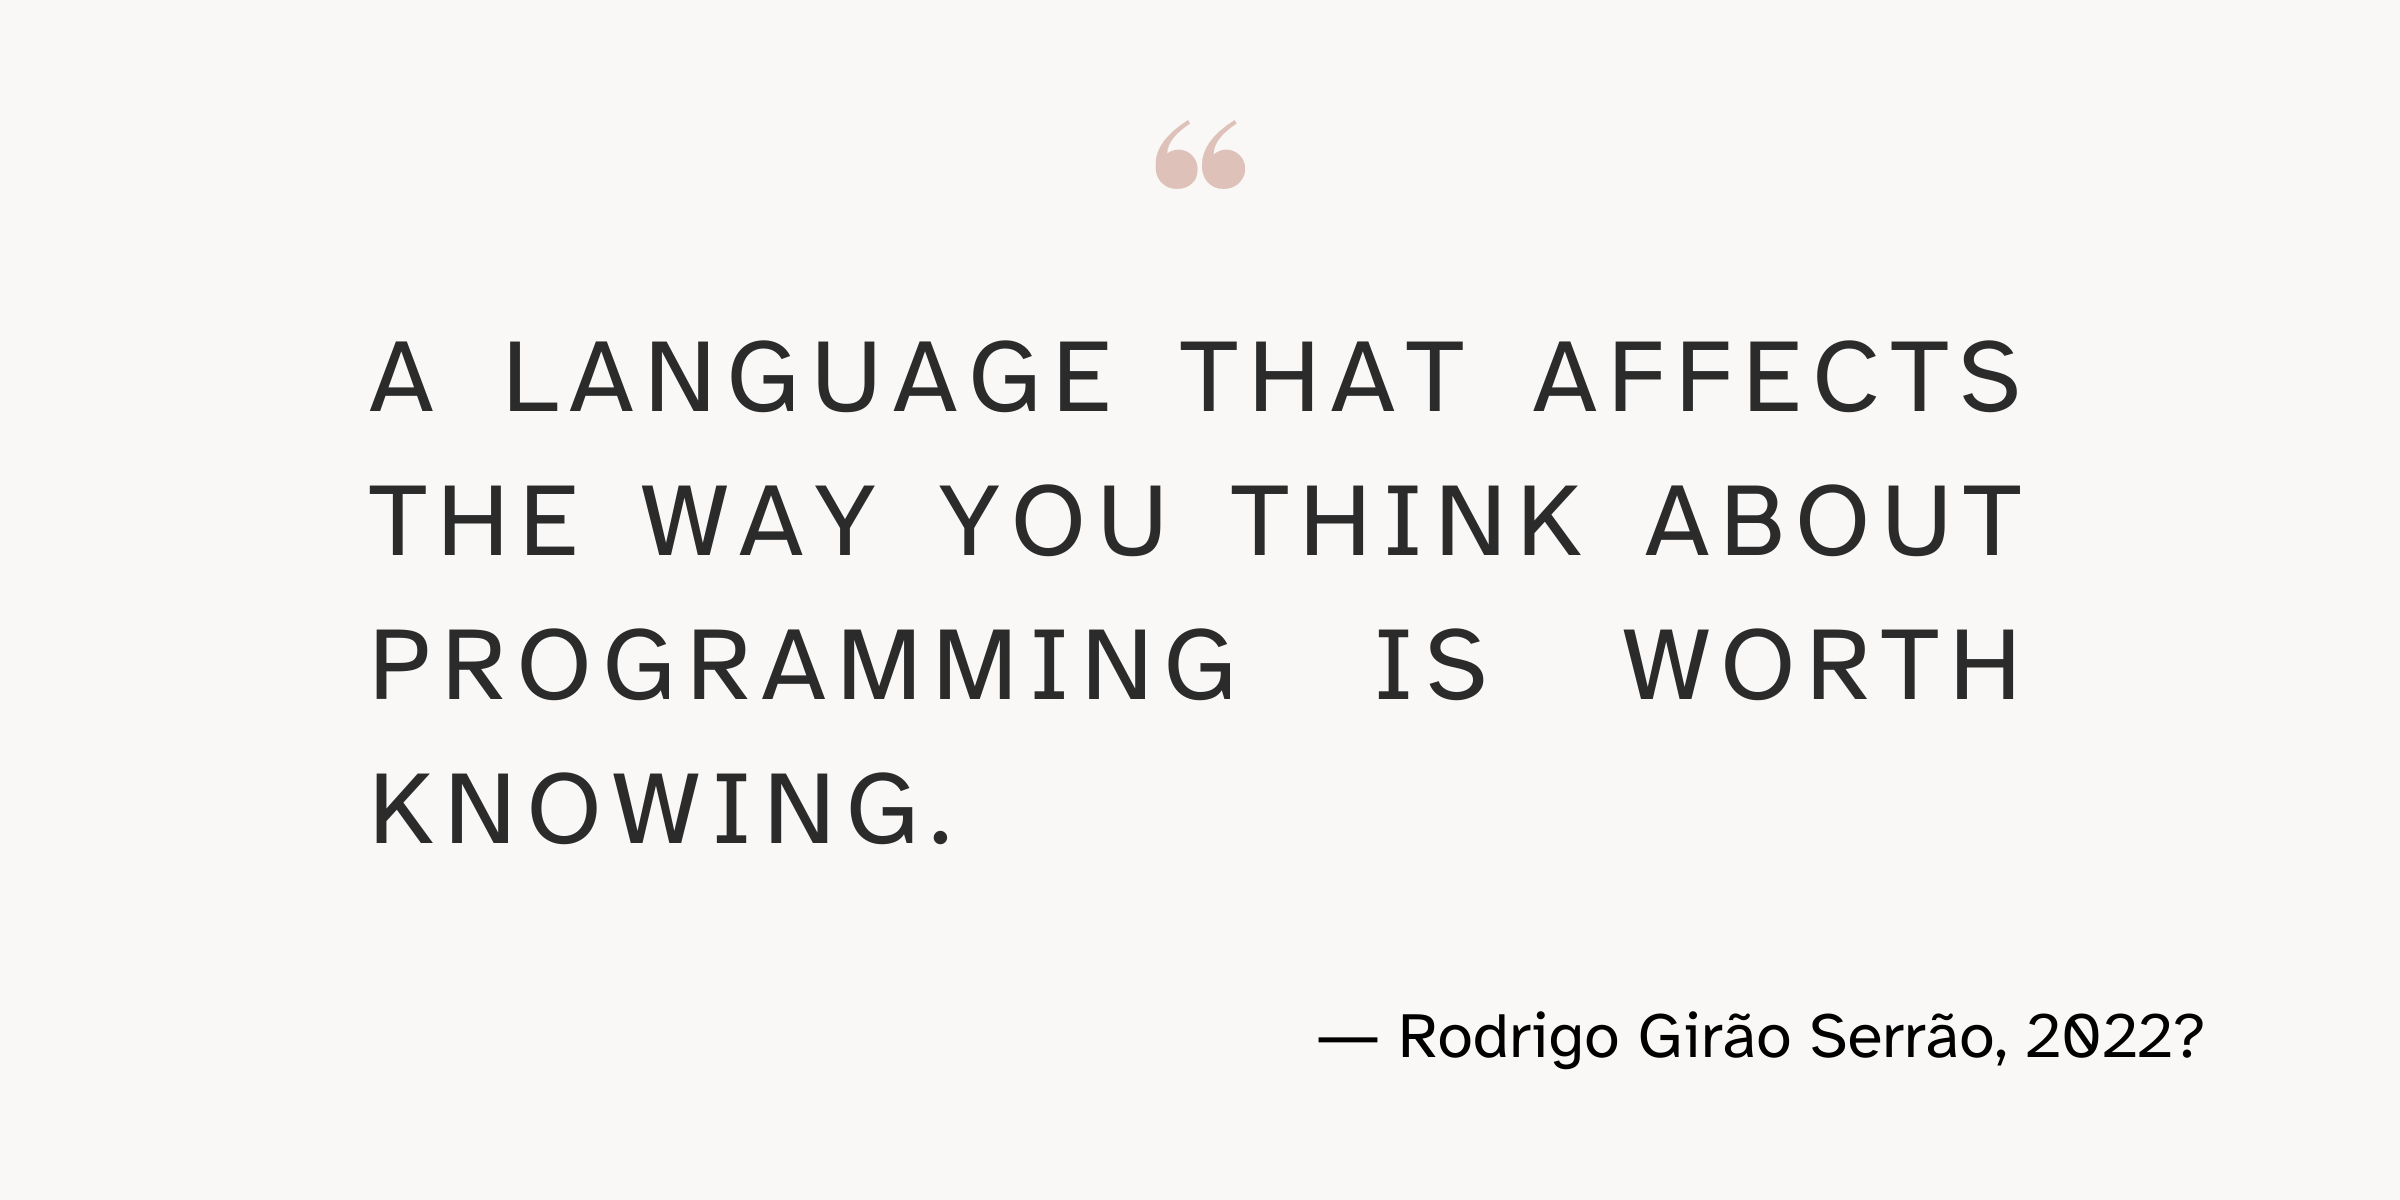 “
A LANGUAGE THAT AFFECTS
THE WAY YOU THINK ABOUT
PROGRAMMING IS WORTH
KNOWING.
— Rodrigo Girão Serrão, 2022?